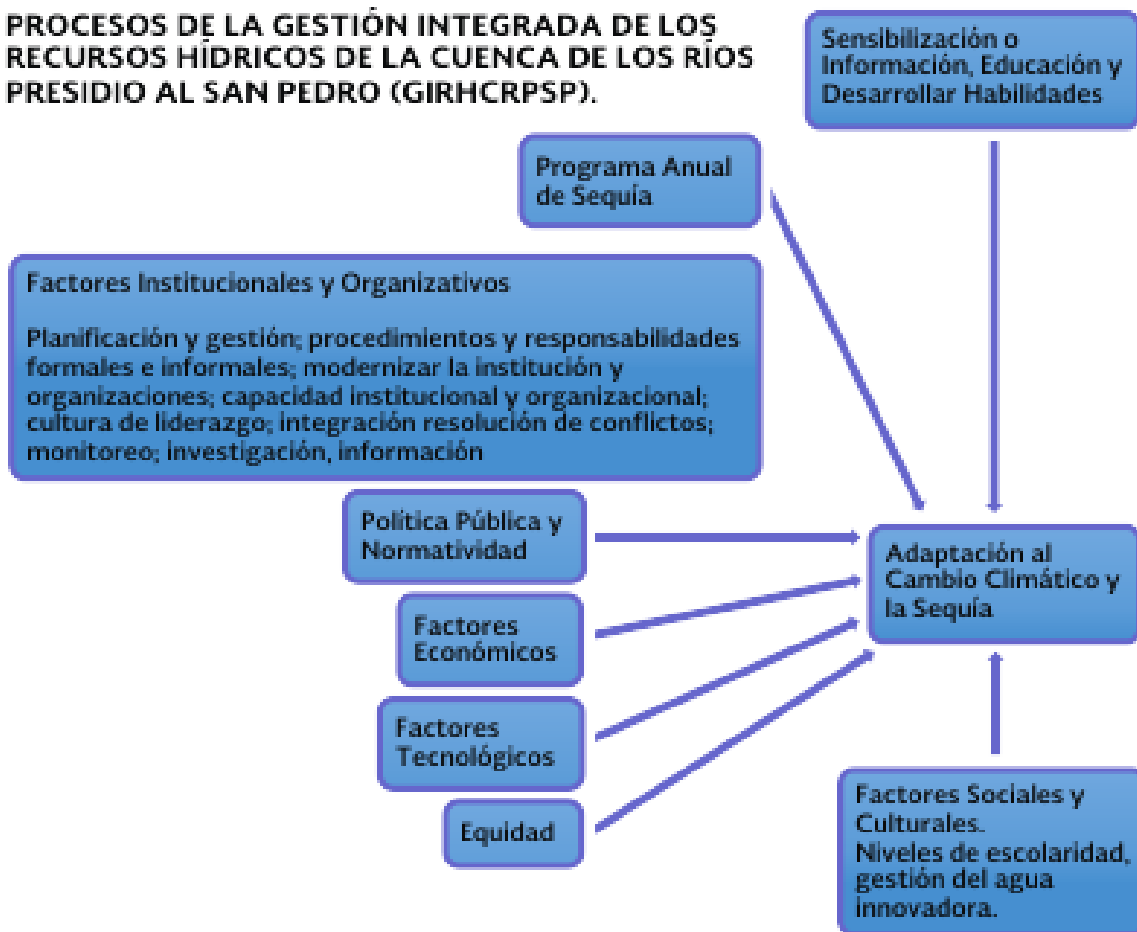 PROCESOS DE LA GESTIÓN INTEGRADA DE LOS
RECURSOS HÍDRICOS DE LA CUENCA DE LOS RÍOS
PRESIDIO AL SAN PEDRO (GIRHCRPSP).
Sensibilización o
Información, Educación y
Desarrollar Habilidades
Programa Anual
de Sequía
Factores Institucionales y Organizativos
Planificación y gestión; procedimientos y responsabilidades
formales e informales; modernizar la institución y
organizaciones; capacidad institucional y organizacional;
cultura de liderazgo; integración resolución de conflictos;
monitoreo; investigación, información
Política Pública y
Normatividad
Factores
Económicos
Factores
Tecnológicos
Equidad
Adaptación al
Cambio Climático y
la Sequía
Factores Sociales y
Culturales.
Niveles de escolaridad,
gestión del agua
innovadora.